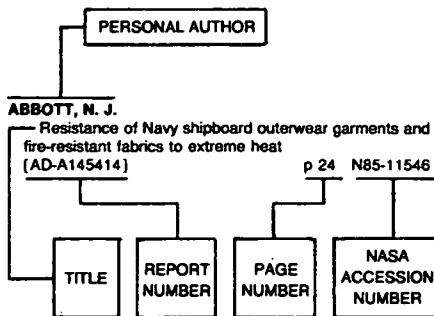 PERSONAL AUTHOR
ABBOTT, N. J.
Resistance of Navy shipboard outerwear garments and
fire-resistant fabrics to extreme heat
[AD-A145414] p 24 N85-11546
TITLE
REPORT
NUMBER
PAGE
NUMBER
NASA
ACCESSION
NUMBER